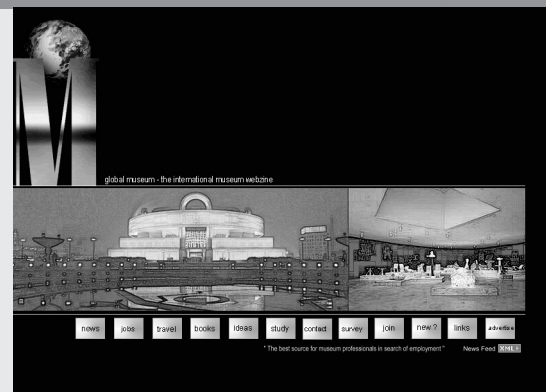 M
global museum - the international museum webzine
news jobs travel books ideas study contact survey join new ? links advertise
" The best source for museum professionals in search of employment " News Feed XML